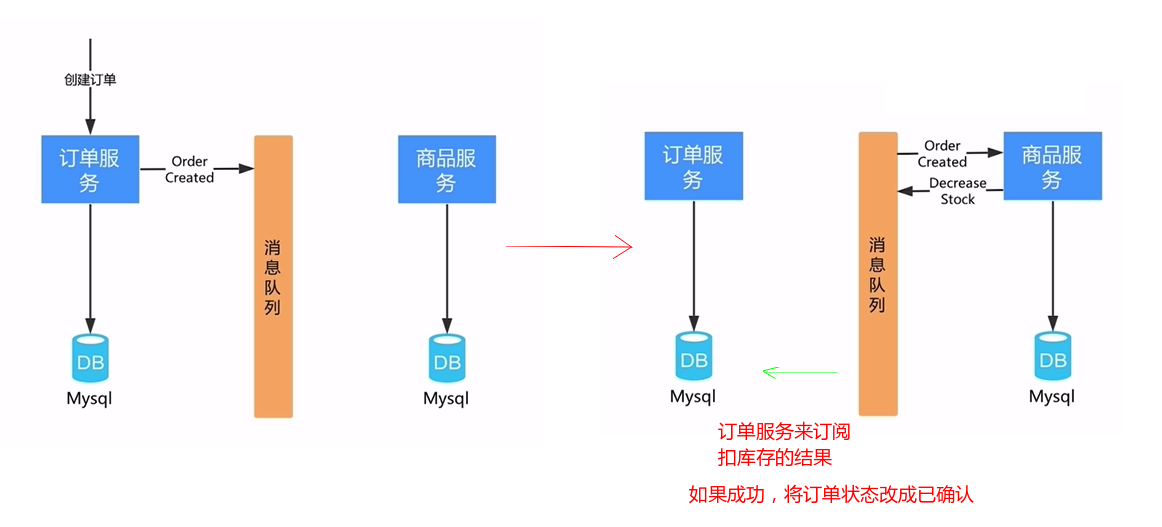 创建订单
订单服
务
Order
Created
商品服
务
消
息
队
列
DB
Mysql
DB
Mysql
订单服
务
Order
Created
Decrease
Stock
商品服
务
消
息
队
列
DB
Mysql
DB
Mysql
订单服务来订阅
扣库存的结果
如果成功，将订单状态改成已确认